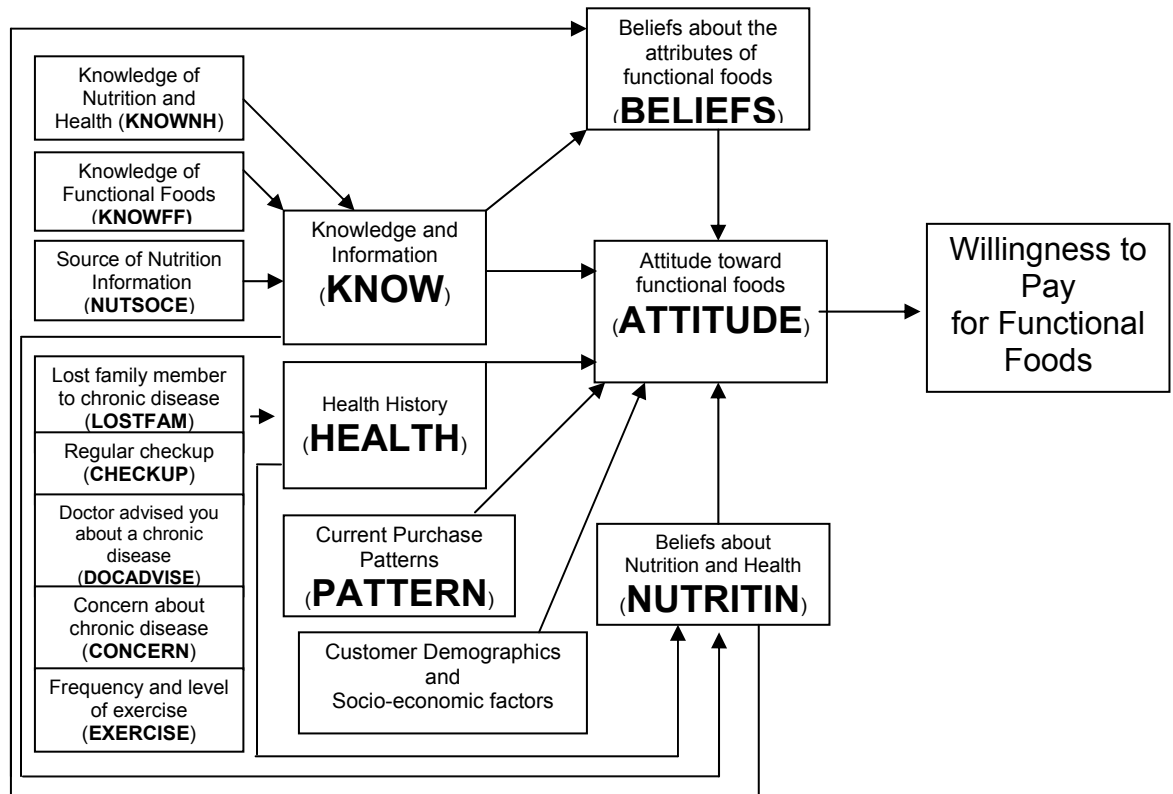 Beliefs about the
attributes of
functional foods
(BELIEFS)
Knowledge of
Nutrition and
Health (KNOWNH)
Knowledge of
Functional Foods
(KNOWFF)
Source of Nutrition
Information
(NUTSOCE)
Knowledge and
Information
(KNOW)
Attitude toward
functional foods
(ATTITUDE)
Willingness to
Pay
for Functional
Foods
Lost family member
to chronic disease
(LOSTFAM)
Regular checkup
(CHECKUP)
Doctor advised you
about a chronic
disease
(DOCADVISE)
Concern about
chronic disease
(CONCERN)
Frequency and level
of exercise
(EXERCISE)
Health History
(HEALTH)
Current Purchase
Patterns
(PATTERN)
Beliefs about
Nutrition and Health
(NUTRITIN)
Customer Demographics
and
Socio-economic factors